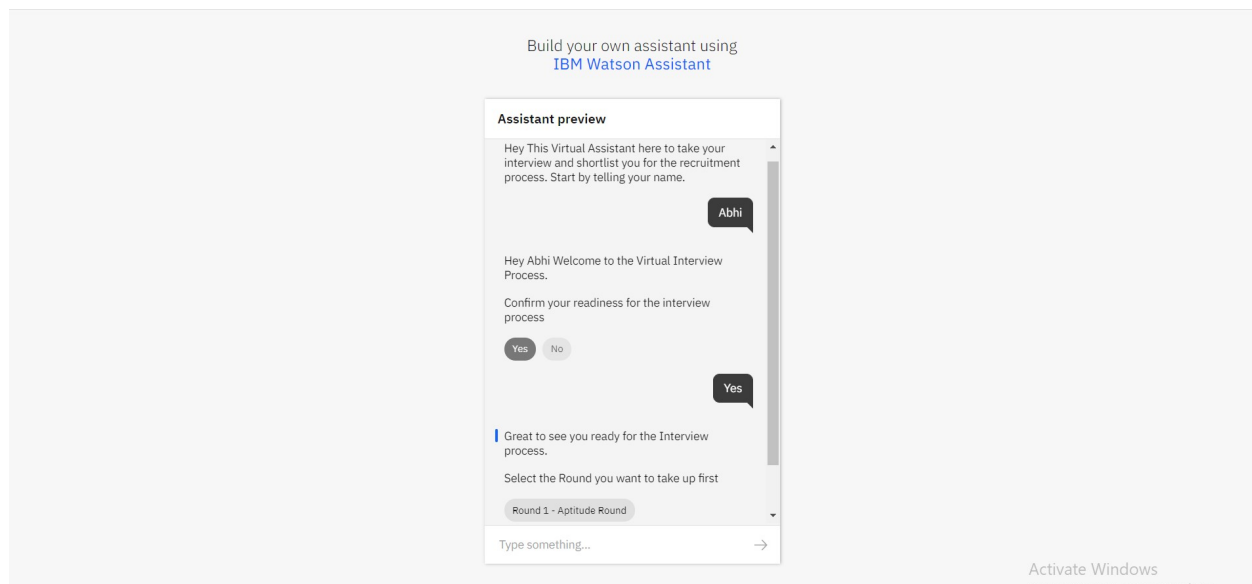 Build your own assistant using
IBM Watson Assistant
Assistant preview
Hey This Virtual Assistant here to take your
interview and shortlist you for the recruitment
process. Start by telling your name.
Abhi
Hey Abhi Welcome to the Virtual Interview
Process.
Confirm your readiness for the interview
process
Yes No
Yes
Great to see you ready for the Interview
process.
Select the Round you want to take up first
Round 1 - Aptitude Round
Type something...
Activate Windows